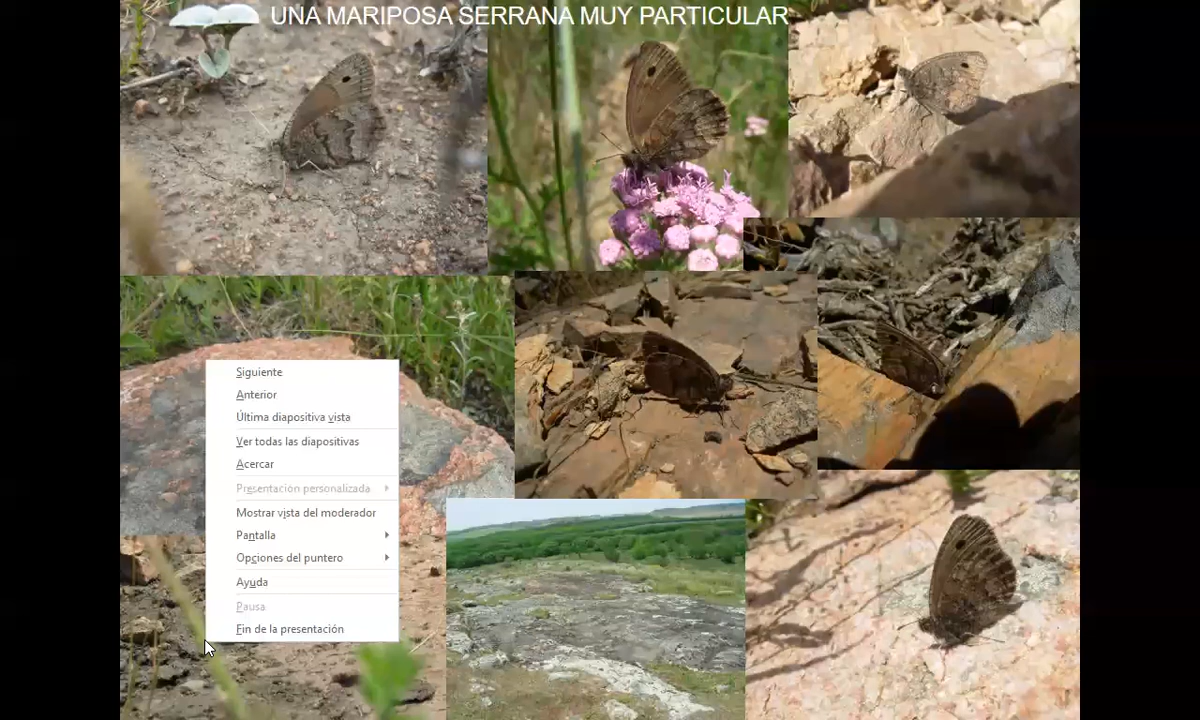 UNA MARIPOSA SERRANA MUY PARTICULAR
Siguiente
Anterior
Última diapositiva vista
Ver todas las diapositivas
Acercar
Presentación personalizada
Mostrar vista del moderador
Pantalla
Opciones del puntero
Ayuda
Pausa
Fin de la presentación